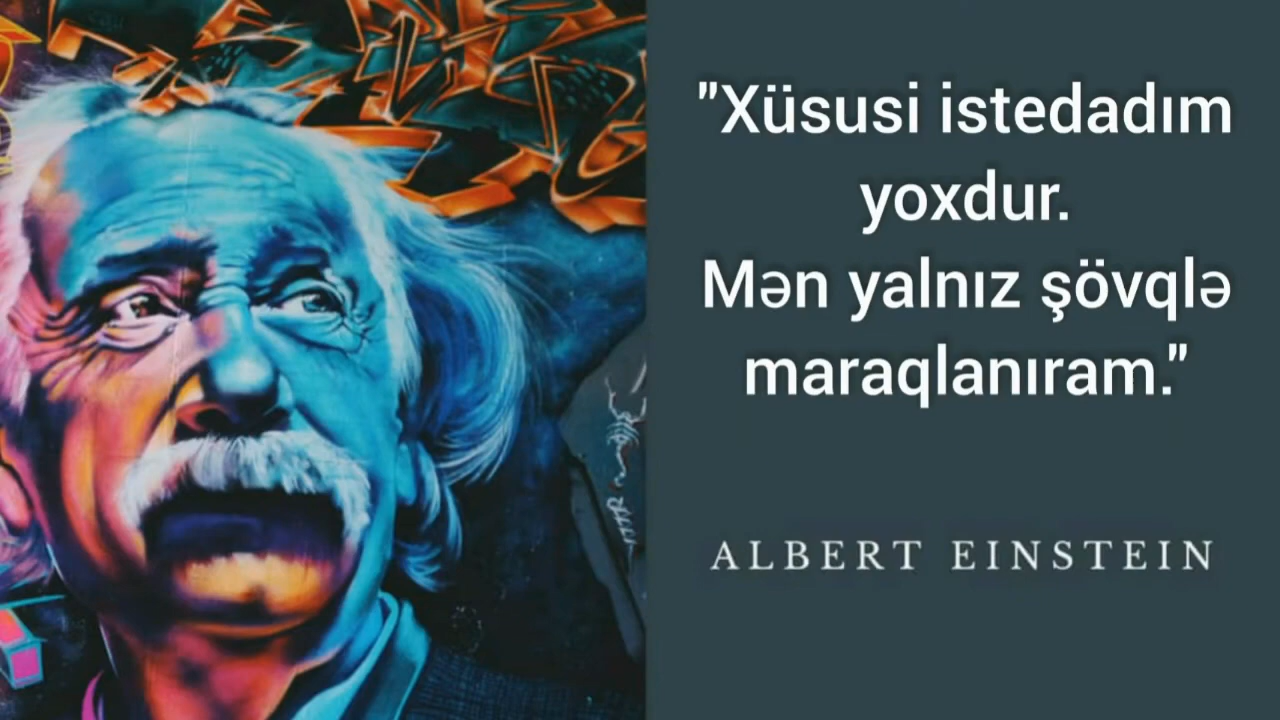 "Xüsusi istedadım
yoxdur.
Mən yalnız şövqlə
maraqlanıram."
ALBERT EINSTEIN